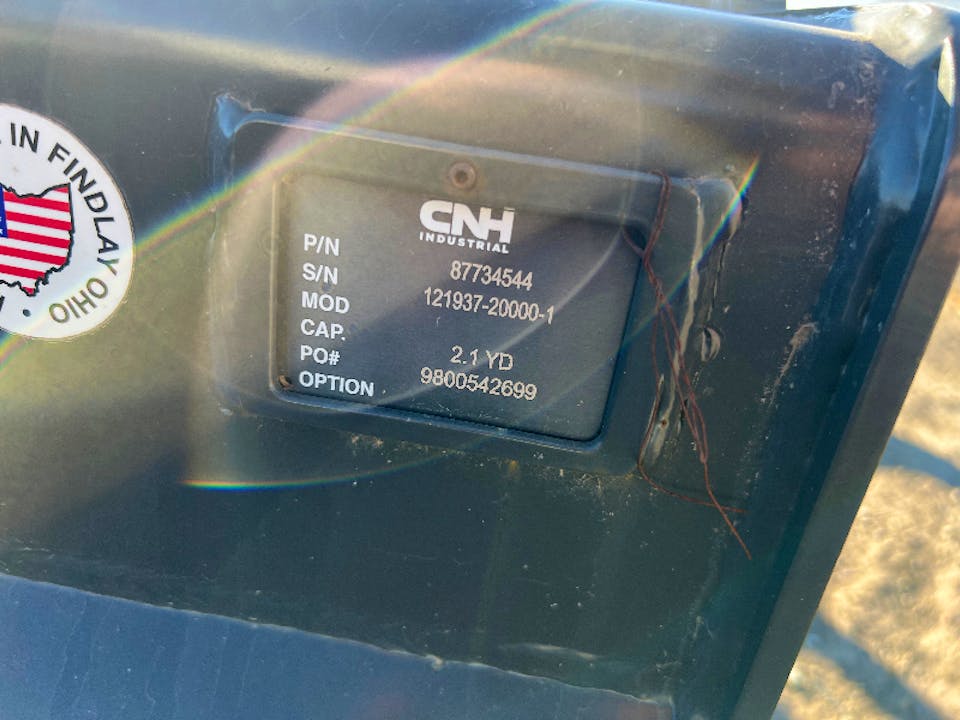 IN FINDLAY OHIO
CNH
INDUSTRIAL
P/N 87734544
S/N 121937-20000-1
MOD
CAP. 2.1 YD
PO# 9800542699
OPTION